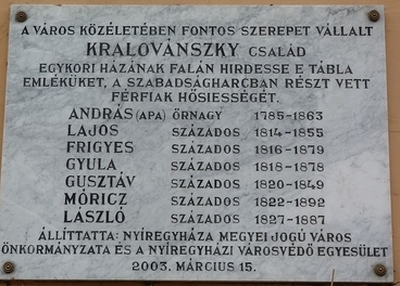 A VÁROS KÖZÉLETÉBEN FONTOS SZEREPET VÁLLALT
KRALOVÁNSZKY CSALÁD
EGYKORI HÁZÁNAK FALÁN HIRDESSE E TÁBLA
EMLÉKÜKET, A SZABADSÁGHARCBAN RÉSZT VETT
FÉRFIAK HŐSIESSÉGÉT.
ANDRÁS (APA) ŐRNAGY 1785-1863
LAJOS SZÁZADOS 1814-1855
FRIGYES SZÁZADOS 1816-1879
GYULA SZÁZADOS 1818-1878
GUSZTÁV SZÁZADOS 1820-1849
MÓRICZ SZÁZADOS 1822-1892
LÁSZLÓ SZÁZADOS 1827-1887
ÁLLÍTTATTA: NYÍREGYHÁZA MEGYEI JOGÚ VÁROS
ÖNKORMÁNYZATA ÉS A NYÍREGYHÁZI VÁROSVÉDŐ EGYESÜLET
2003. MÁRCIUS 15.